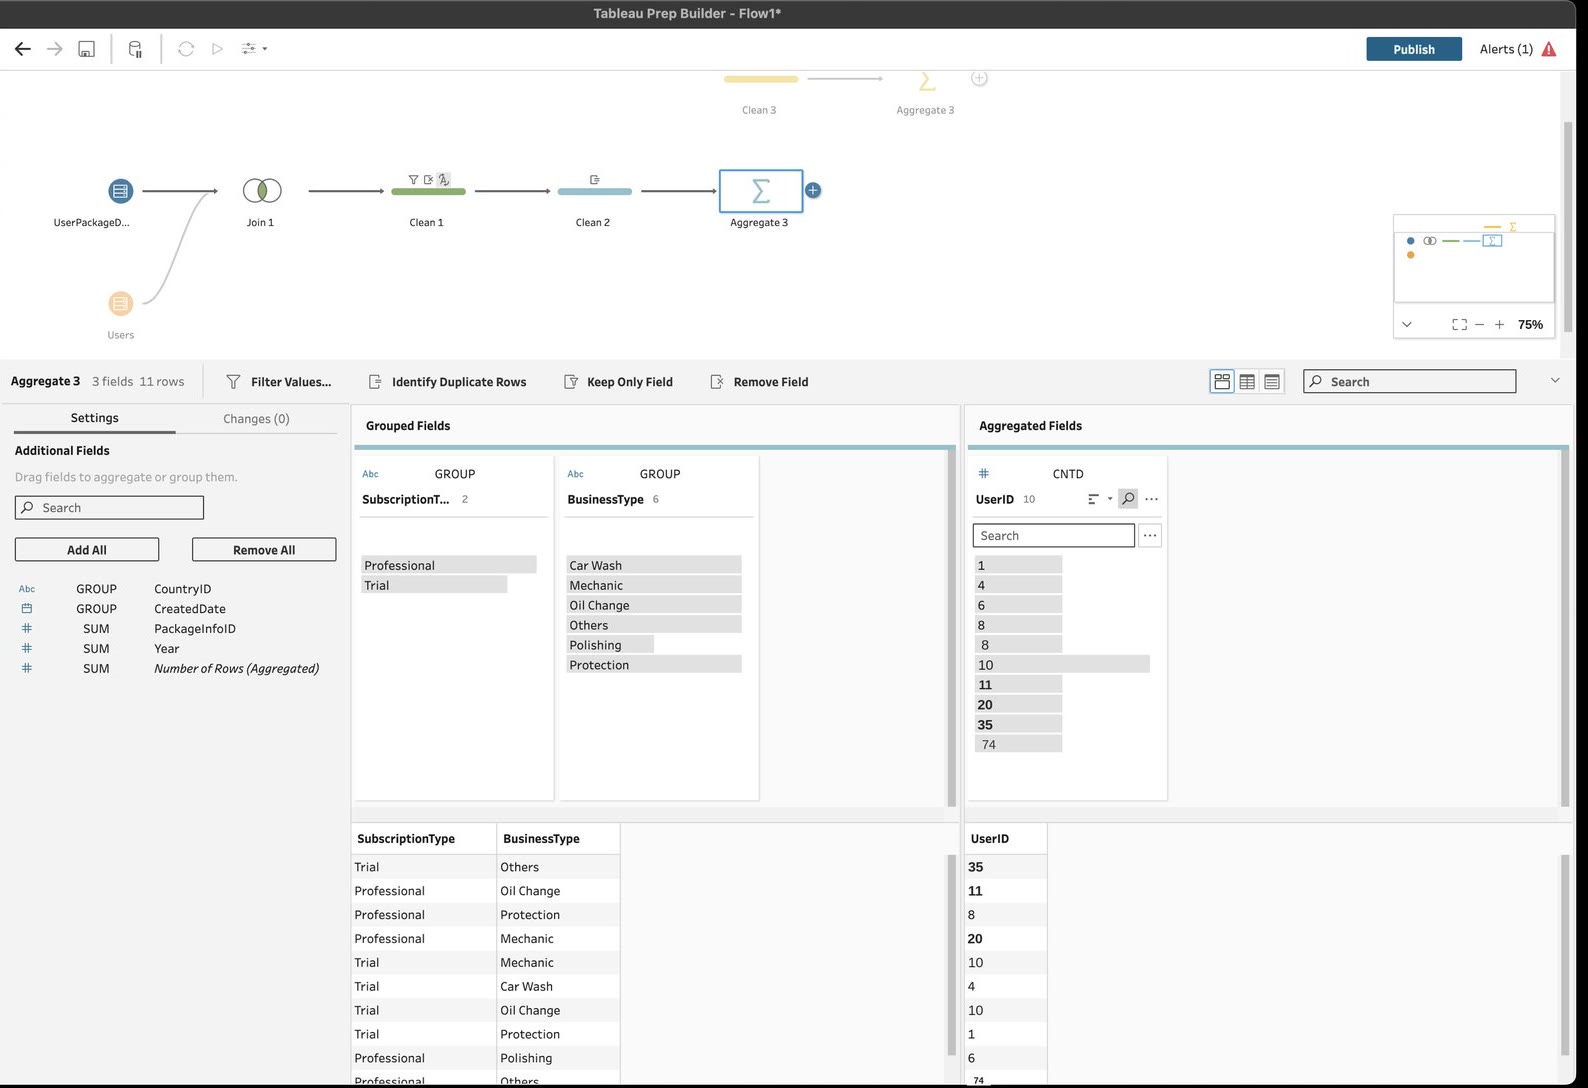 Tableau Prep Builder - Flow1*
Publish
Alerts (1)
Clean 3
Aggregate 3
UserPackageD...
Join 1
Clean 1
Clean 2
Aggregate 3
Users
75%
Aggregate 3 3 fields 11 rows
Filter Values...
Identify Duplicate Rows
Keep Only Field
Remove Field
Search
Settings
Changes (0)
Additional Fields
Drag fields to aggregate or group them.
Search
Add All
Remove All
Abc GROUP CountryID
GROUP CreatedDate
# SUM PackageInfoID
# SUM Year
# SUM Number of Rows (Aggregated)
Grouped Fields
Abc GROUP
SubscriptionT... 2
Professional
Trial
Abc GROUP
BusinessType 6
Car Wash
Mechanic
Oil Change
Others
Polishing
Protection
Aggregated Fields
# CNTD
UserID 10
Search
1
4
6
8
8
10
11
20
35
74
SubscriptionType BusinessType UserID
Trial Others 35
Professional Oil Change 11
Professional Protection 8
Professional Mechanic 20
Trial Mechanic 10
Trial Car Wash 4
Trial Oil Change 10
Trial Protection 1
Professional Polishing 6
Professional Others 74